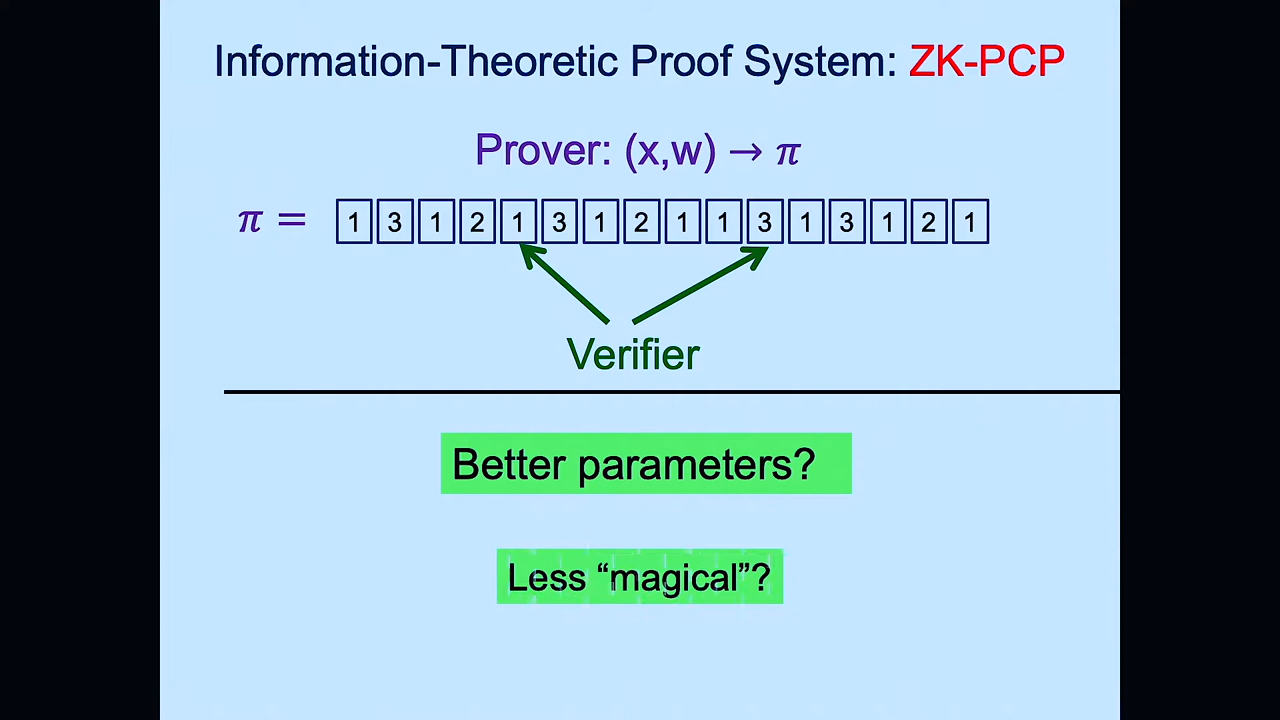 Information-Theoretic Proof System: ZK-PCP
Prover: (x,w) → π
π = 1 3 1 2 1 3 1 2 1 1 3 1 3 1 2 1
Verifier
Better parameters?
Less “magical”?